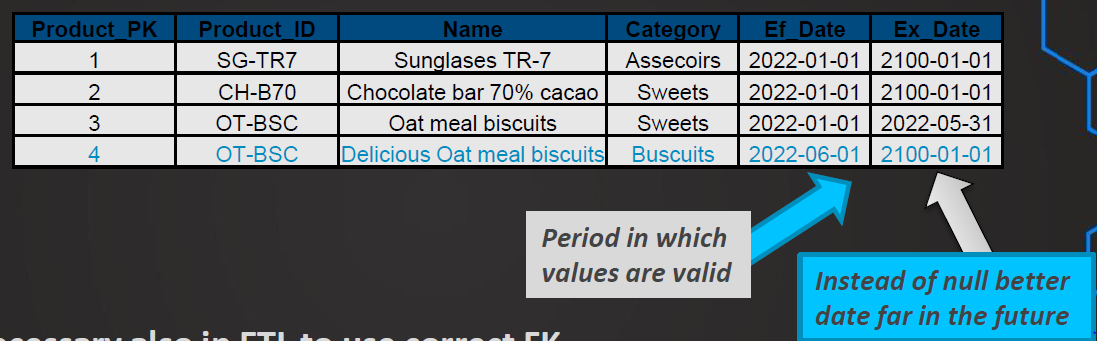 Product_PK Product_ID Name Category Ef_Date Ex_Date
1 SG-TR7 Sunglases TR-7 Assecoirs 2022-01-01 2100-01-01
2 CH-B70 Chocolate bar 70% cacao Sweets 2022-01-01 2100-01-01
3 OT-BSC Oat meal biscuits Sweets 2022-01-01 2022-05-31
4 OT-BSC Delicious Oat meal biscuits Buscuits 2022-06-01 2100-01-01
Period in which
values are valid
Instead of null better
date far in the future
also in ETL to use correct FK